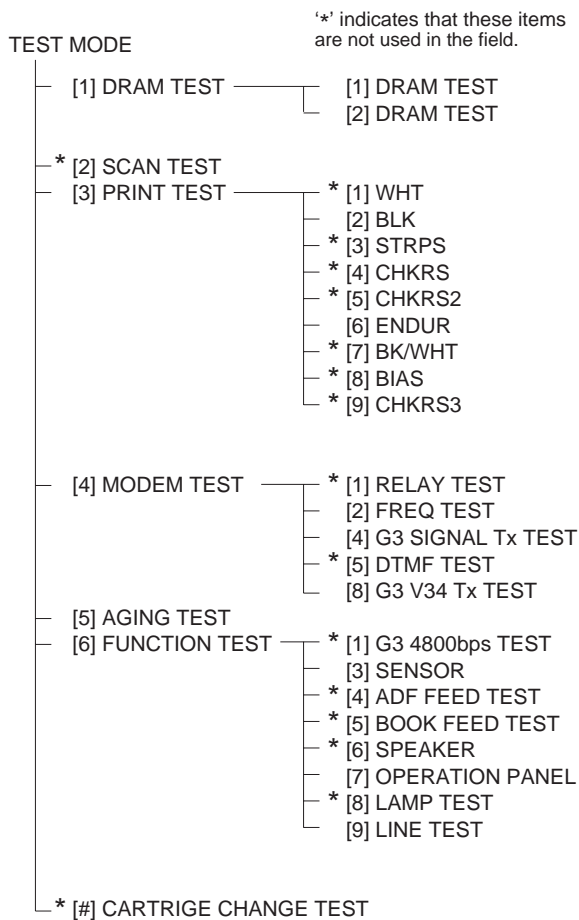 '*' indicates that these items
are not used in the field.
TEST MODE
[1] DRAM TEST
[1] DRAM TEST
[2] DRAM TEST
* [2] SCAN TEST
[3] PRINT TEST
* [1] WHT
[2] BLK
* [3] STRPS
* [4] CHKRS
* [5] CHKRS2
[6] ENDUR
* [7] BK/WHT
* [8] BIAS
* [9] CHKRS3
[4] MODEM TEST
* [1] RELAY TEST
[2] FREQ TEST
[4] G3 SIGNAL Tx TEST
* [5] DTMF TEST
[8] G3 V34 Tx TEST
[5] AGING TEST
[6] FUNCTION TEST
* [1] G3 4800bps TEST
[3] SENSOR
* [4] ADF FEED TEST
* [5] BOOK FEED TEST
* [6] SPEAKER
[7] OPERATION PANEL
* [8] LAMP TEST
[9] LINE TEST
* [#] CARTRIGE CHANGE TEST